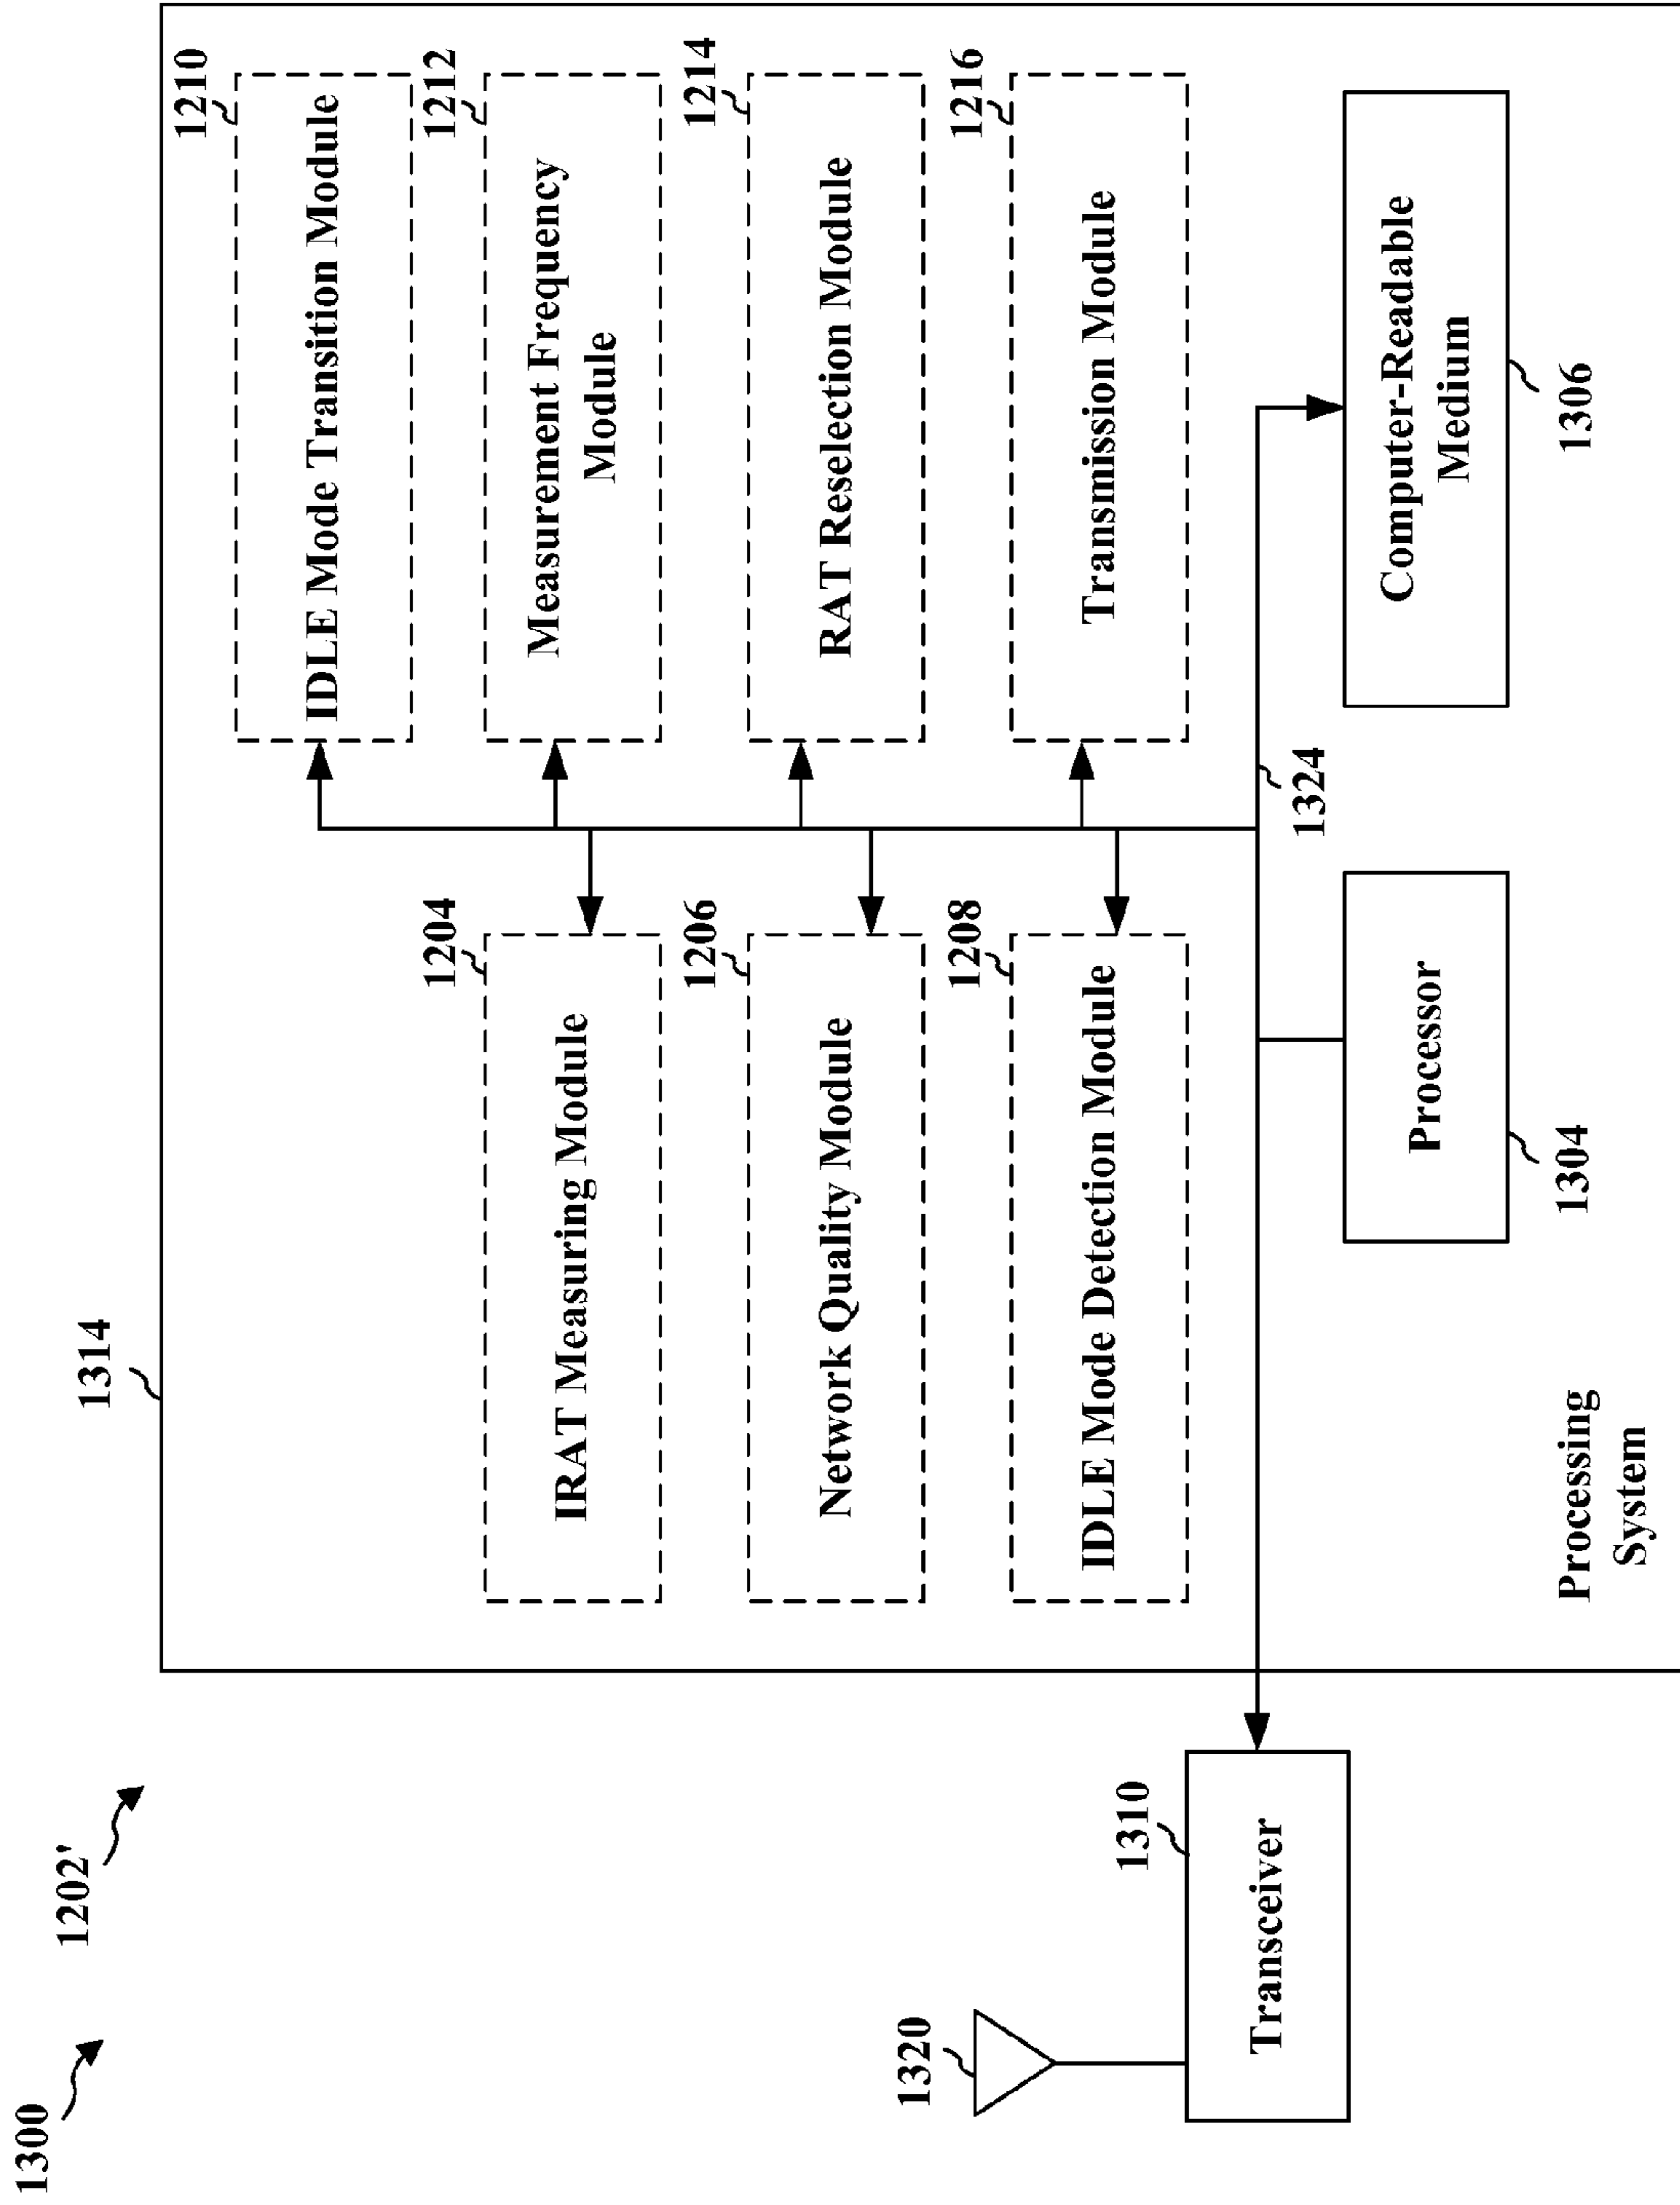 1300
1202'
1314
1210
IDLE Mode Transition Module
1204
IRAT Measuring Module
1212
Measurement Frequency
Module
1206
Network Quality Module
1214
RAT Reselection Module
1208
IDLE Mode Detection Module
1216
Transmission Module
1320
1310
Transceiver
1324
Processor
1304
Computer-Readable
Medium
1306
Processing
System